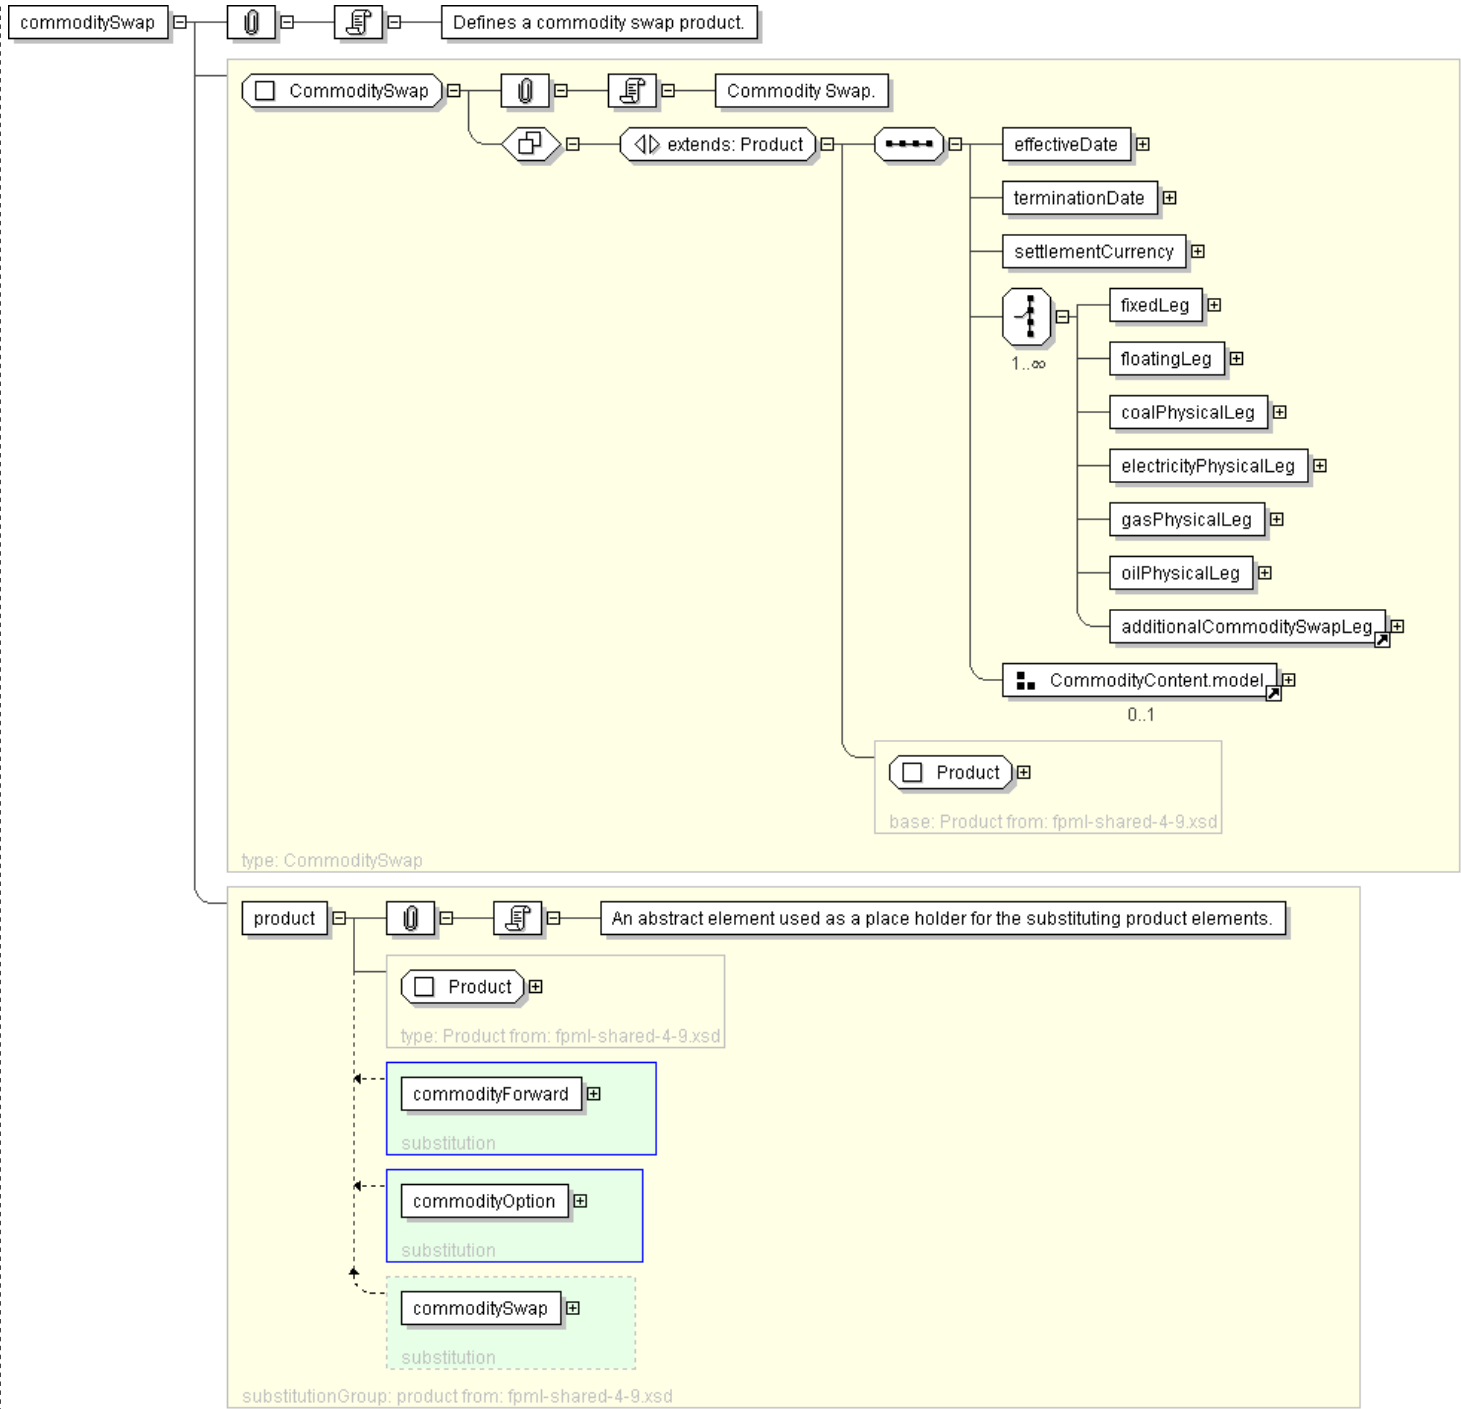 commoditySwap
Defines a commodity swap product.
CommoditySwap
Commodity Swap.
extends: Product
effectiveDate
terminationDate
settlementCurrency
fixedLeg
1..∞
floatingLeg
coalPhysicalLeg
electricityPhysicalLeg
gasPhysicalLeg
oilPhysicalLeg
additionalCommoditySwapLeg
CommodityContent.model
0..1
Product
base: Product from: fpml-shared-4-9.xsd
type: CommoditySwap
product
An abstract element used as a place holder for the substituting product elements.
Product
type: Product from: fpml-shared-4-9.xsd
commodityForward
substitution
commodityOption
substitution
commoditySwap
substitution
substitutionGroup: product from: fpml-shared-4-9.xsd